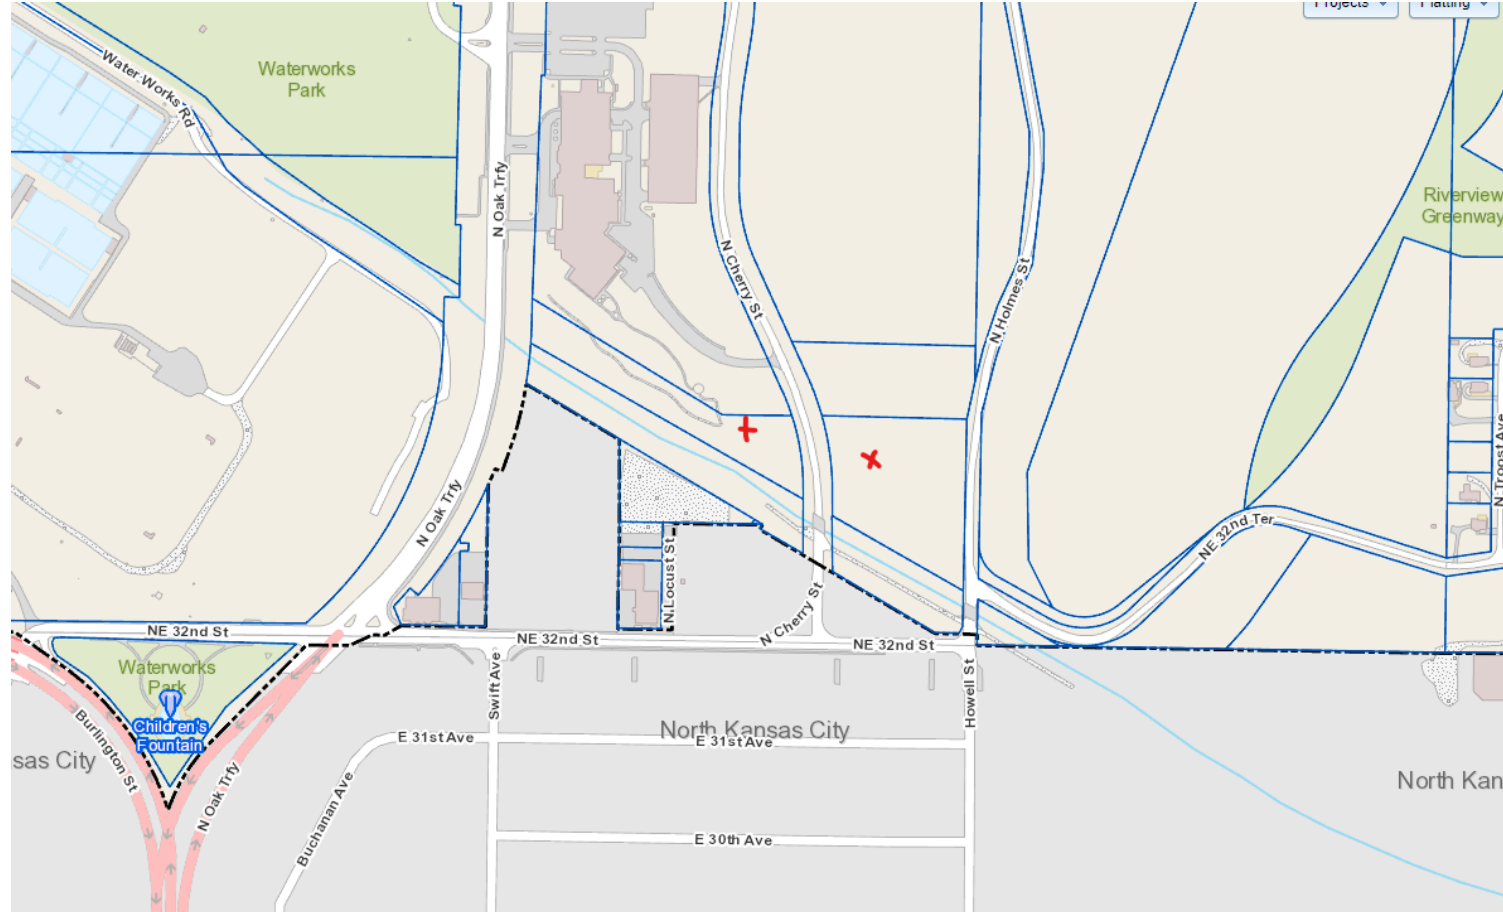 Projects
Platting
Waterworks
Park
Water Works Rd
N Oak Trfy
N Cherry St
N Holmes St
Riverview
Greenway
N Troost Ave
N Oak Trfy
NE 32nd Ter
N Locust St
N Cherry St
NE 32nd St
NE 32nd St
NE 32nd St
Waterworks
Park
Children's
Fountain
Swift Ave
Howell St
Burlington St
N Oak Trfy
sas City
E 31st Ave
North Kansas City
E 31st Ave
North Kan
Buchanan Ave
E 30th Ave